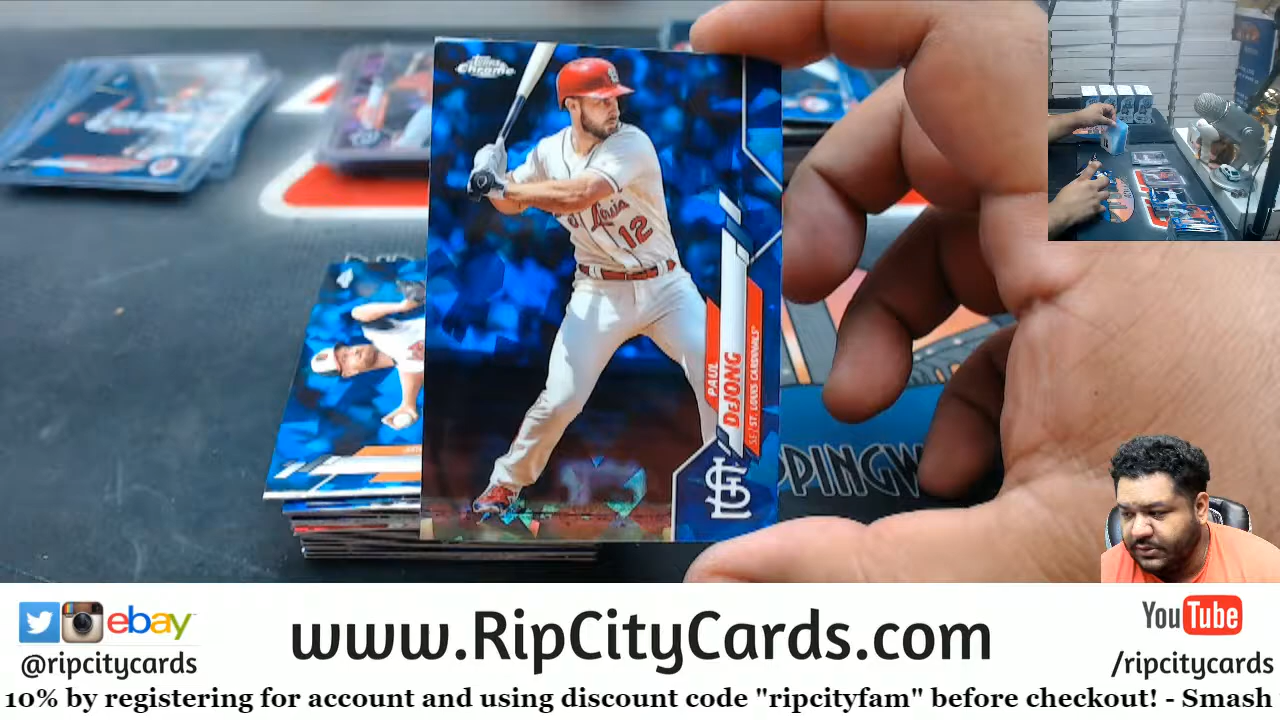 Topps
Chrome
St. Louis
12
PAUL
DeJONG
SS/ST. LOUIS CARDINALS
STL
PPINGW
ebay
@ripcitycards
www.RipCityCards.com
YouTube
/ripcitycards
10% by registering for account and using discount code "ripcityfam" before checkout! - Smash